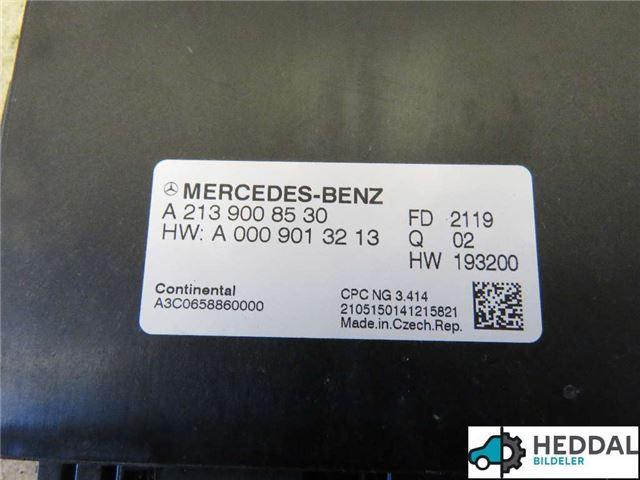 MERCEDES-BENZ
A 213 900 85 30
HW: A 000 901 32 13
FD 2119
Q 02
HW 193200
Continental
A3C0658860000
CPC NG 3.414
2105150141215821
Made.in.Czech.Rep.
HEDDAL
BILDELER